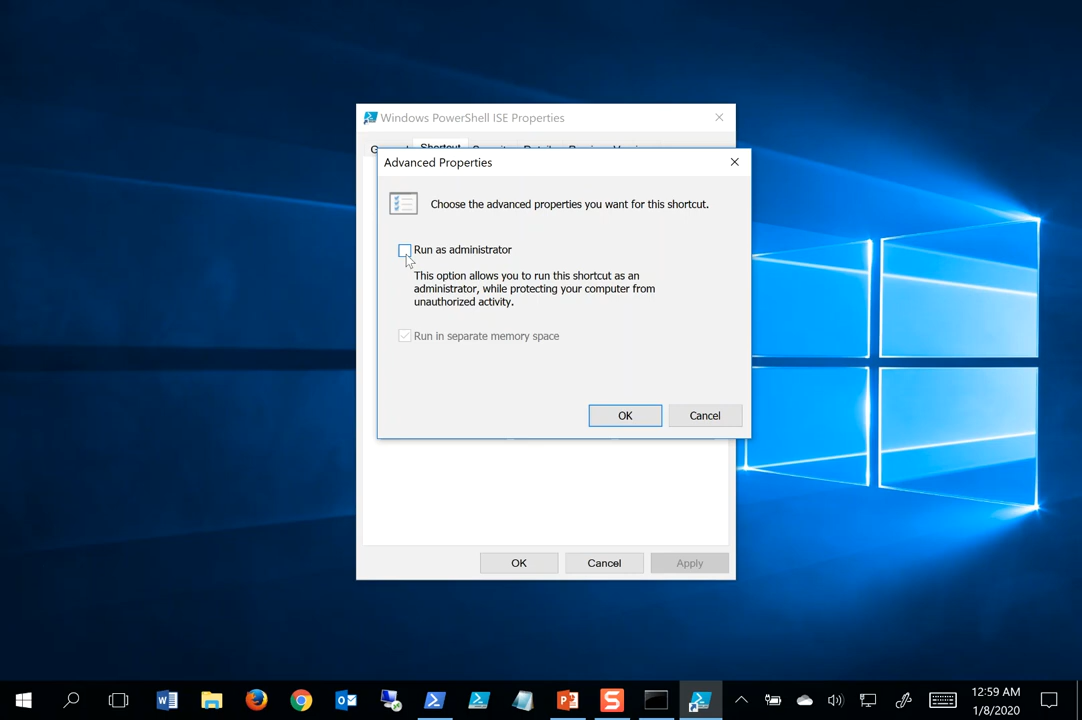 Windows PowerShell ISE Properties
Shortcut
Advanced Properties
Choose the advanced properties you want for this shortcut.
Run as administrator
This option allows you to run this shortcut as an
administrator, while protecting your computer from
unauthorized activity.
Run in separate memory space
OK Cancel
OK Cancel Apply
12:59 AM
1/8/2020